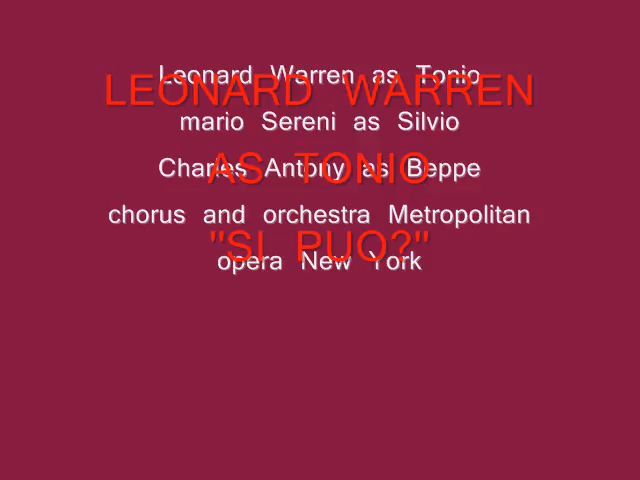 Leonard Warren as Tonio
LEONARD WARREN
mario Sereni as Silvio
AS TONIO
Charles Antony as Beppe
chorus and orchestra Metropolitan
"SI PUO?"
opera New York